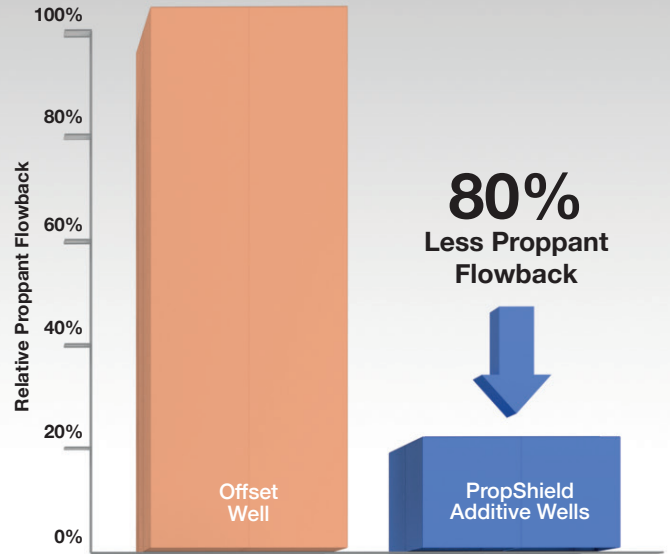 100%
80%
60%
40%
20%
0%
Relative Proppant Flowback
Offset
Well
80%
Less Proppant
Flowback
PropShield
Additive Wells